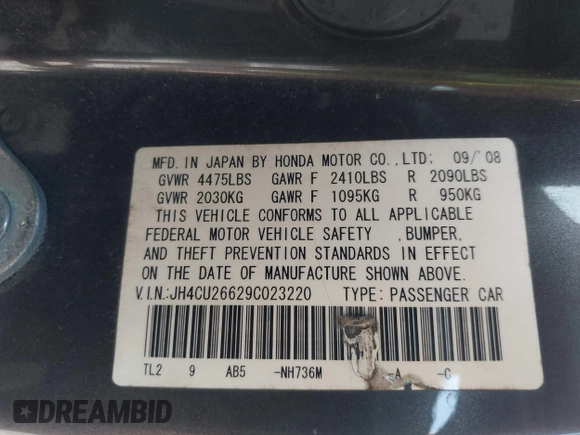 MFD. IN JAPAN BY HONDA MOTOR CO.,LTD; 09/'08
GVWR 4475LBS GAWR F 2410LBS R 2090LBS
GVWR 2030KG GAWR F 1095KG R 950KG
THIS VEHICLE CONFORMS TO ALL APPLICABLE
FEDERAL MOTOR VEHICLE SAFETY ,BUMPER,
AND THEFT PREVENTION STANDARDS IN EFFECT
ON THE DATE OF MANUFACTURE SHOWN ABOVE.
V.I.N:JH4CU26629C023220 TYPE: PASSENGER CAR
TL2 9 AB5 -NH736M -A -C
DREAMBID